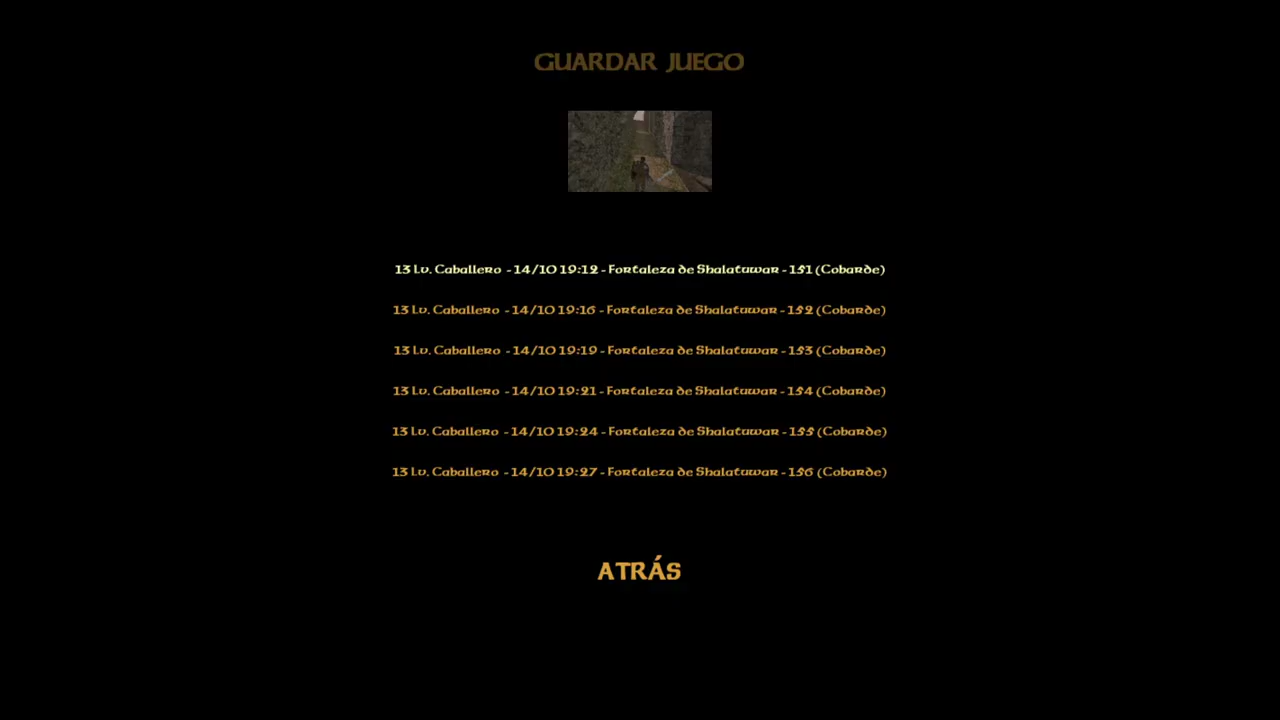 GUARDAR JUEGO
13 Lv. Caballero - 14/10 19:12 - Fortaleza de Shalatuwar - 151 (Cobarde)
13 Lv. Caballero - 14/10 19:16 - Fortaleza de Shalatuwar - 152 (Cobarde)
13 Lv. Caballero - 14/10 19:19 - Fortaleza de Shalatuwar - 153 (Cobarde)
13 Lv. Caballero - 14/10 19:21 - Fortaleza de Shalatuwar - 154 (Cobarde)
13 Lv. Caballero - 14/10 19:24 - Fortaleza de Shalatuwar - 155 (Cobarde)
13 Lv. Caballero - 14/10 19:27 - Fortaleza de Shalatuwar - 156 (Cobarde)
ATRÁS